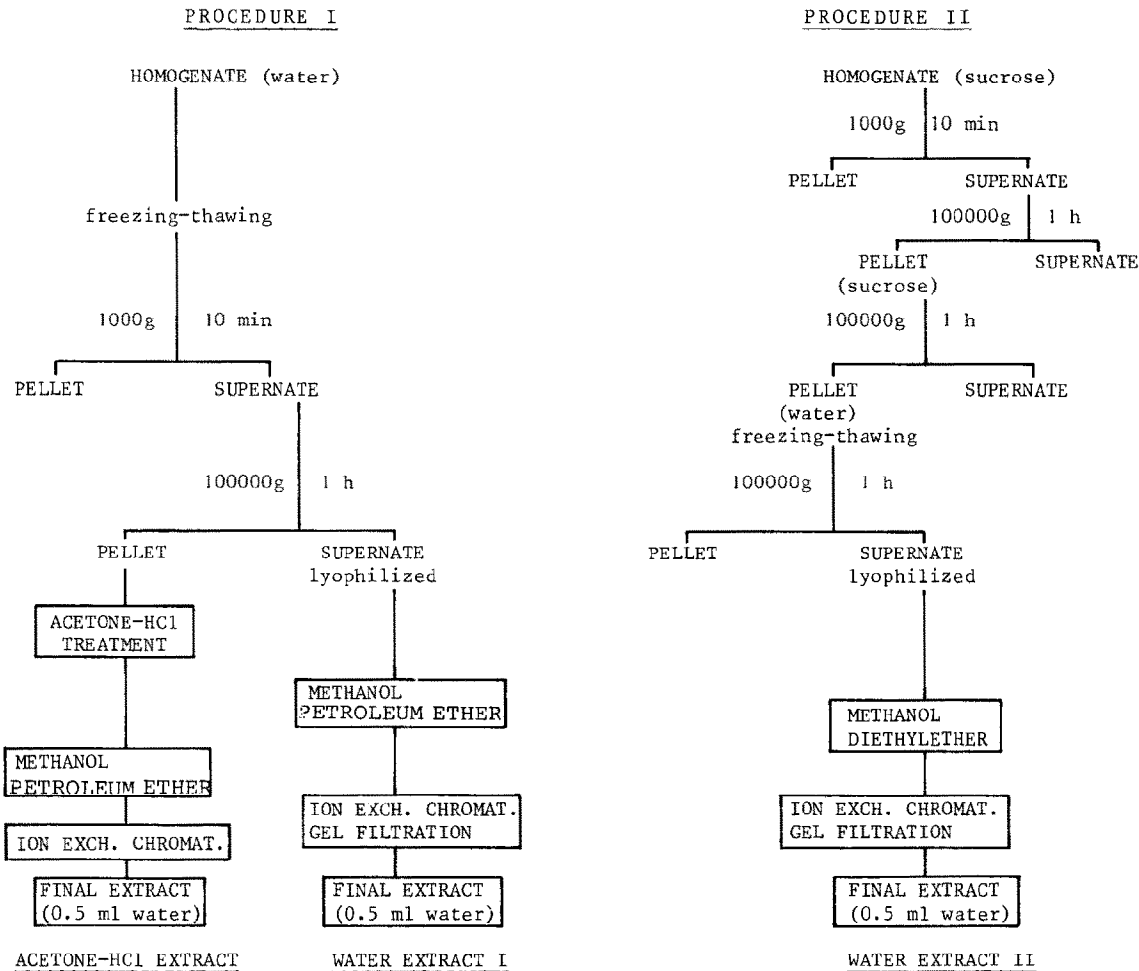 PROCEDURE I
HOMOGENATE (water)
freezing-thawing
1000g 10 min
PELLET SUPERNATE
100000g 1 h
PELLET SUPERNATE
lyophilized
ACETONE-HCl
TREATMENT
METHANOL
PETROLEUM ETHER
METHANOL
PETROLEUM ETHER
ION EXCH. CHROMAT.
GEL FILTRATION
ION EXCH. CHROMAT.
FINAL EXTRACT
(0.5 ml water)
FINAL EXTRACT
(0.5 ml water)
ACETONE-HCl EXTRACT
WATER EXTRACT I
PROCEDURE II
HOMOGENATE (sucrose)
1000g 10 min
PELLET SUPERNATE
100000g 1 h
PELLET SUPERNATE
(sucrose)
100000g 1 h
PELLET SUPERNATE
(water)
freezing-thawing
100000g 1 h
PELLET SUPERNATE
lyophilized
METHANOL
DIETHYLETHER
ION EXCH. CHROMAT.
GEL FILTRATION
FINAL EXTRACT
(0.5 ml water)
WATER EXTRACT II